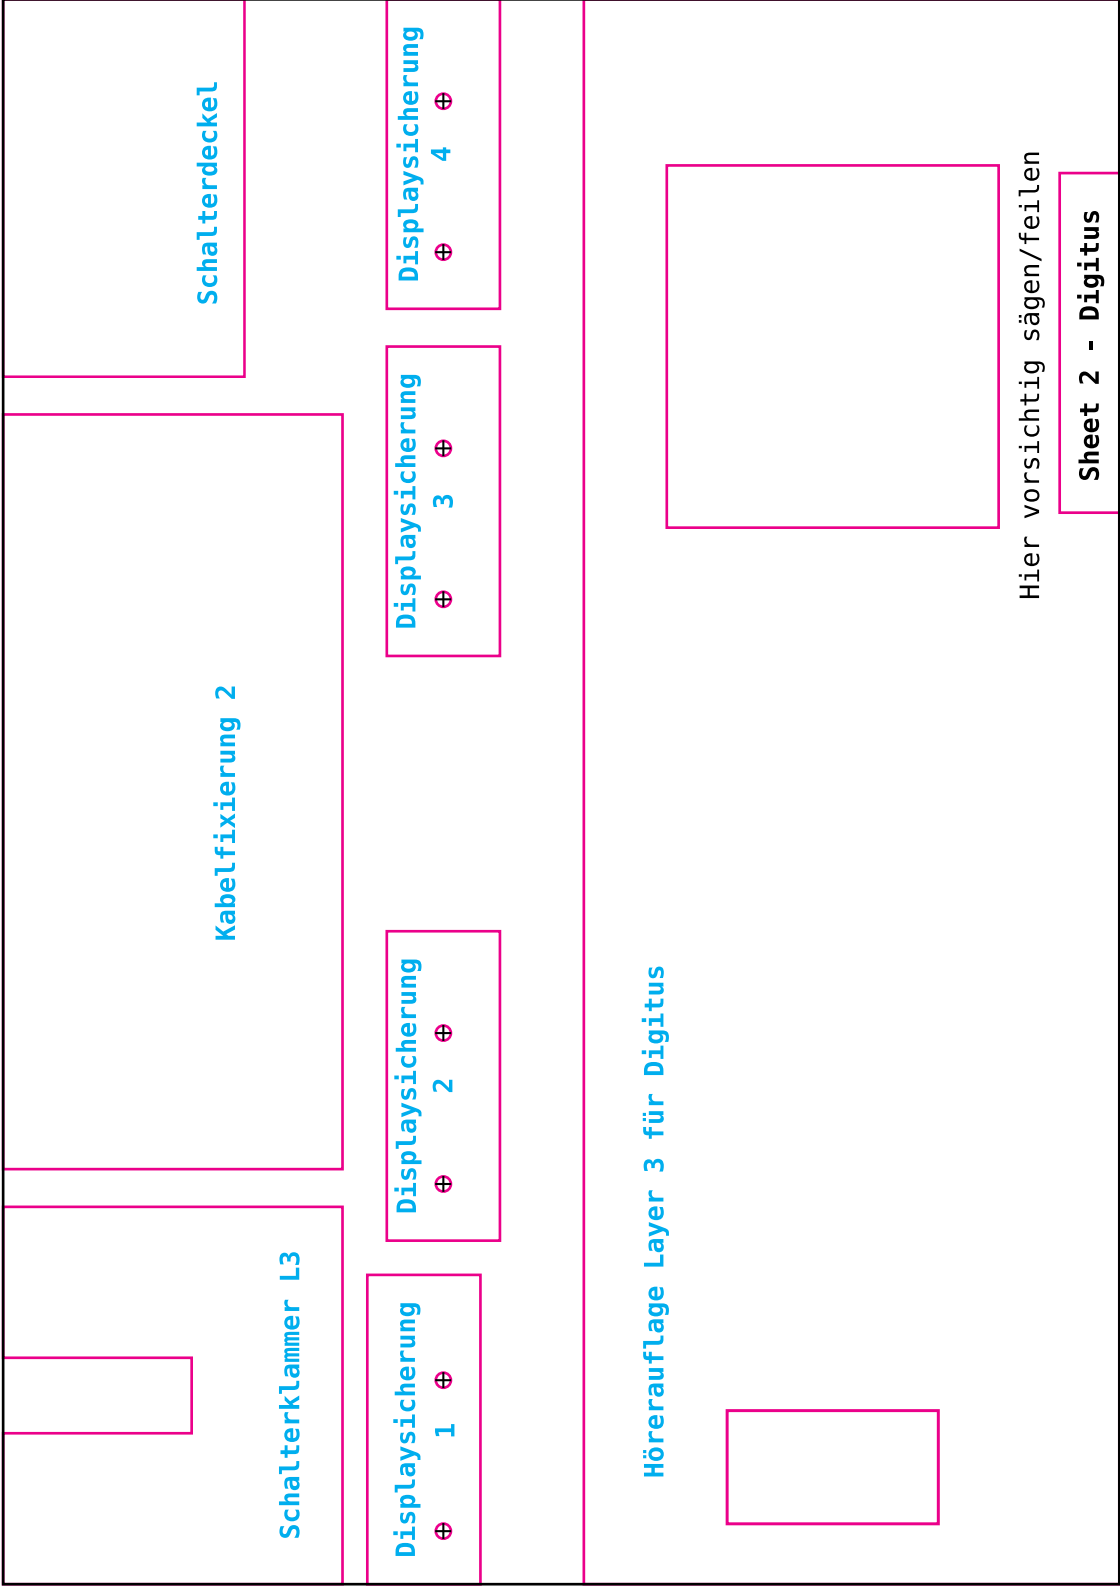 Schalterdeckel
Kabelfixierung 2
Schalterklammer L3
Displaysicherung
4
Displaysicherung
3
Displaysicherung
2
Displaysicherung
1
Hörerauflage Layer 3 für Digitus
Hier vorsichtig sägen/feilen
Sheet 2 - Digitus